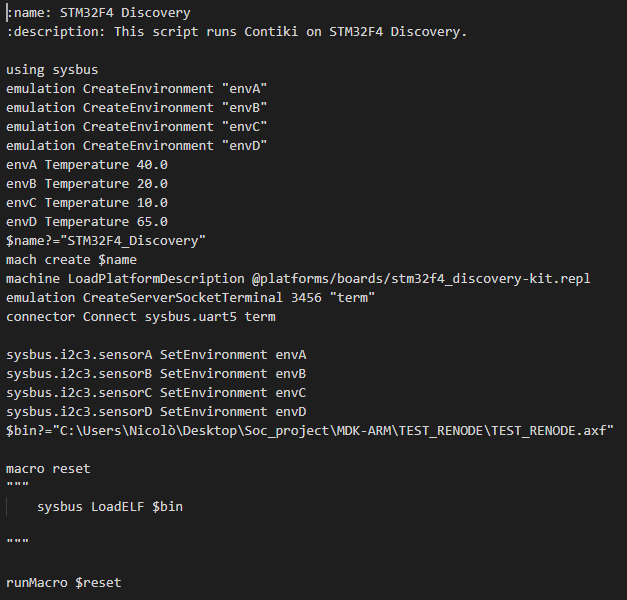 :name: STM32F4 Discovery
:description: This script runs Contiki on STM32F4 Discovery.
using sysbus
emulation CreateEnvironment "envA"
emulation CreateEnvironment "envB"
emulation CreateEnvironment "envC"
emulation CreateEnvironment "envD"
envA Temperature 40.0
envB Temperature 20.0
envC Temperature 10.0
envD Temperature 65.0
$name?="STM32F4_Discovery"
mach create $name
machine LoadPlatformDescription @platforms/boards/stm32f4_discovery-kit.repl
emulation CreateServerSocketTerminal 3456 "term"
connector Connect sysbus.uart5 term
sysbus.i2c3.sensorA SetEnvironment envA
sysbus.i2c3.sensorB SetEnvironment envB
sysbus.i2c3.sensorC SetEnvironment envC
sysbus.i2c3.sensorD SetEnvironment envD
$bin?="C:\Users\Nicolò\Desktop\Soc_project\MDK-ARM\TEST_RENODE\TEST_RENODE.axf"
macro reset
"""
    sysbus LoadELF $bin
"""
runMacro $reset